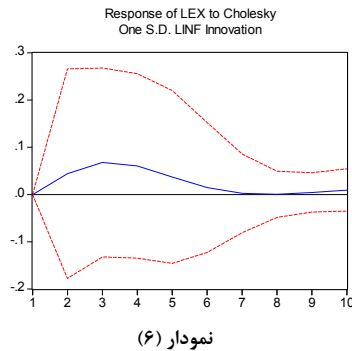 Response of LEX to Cholesky
One S.D. LINF Innovation
.3
.2
.1
.0
-.1
-.2
1 2 3 4 5 6 7 8 9 10
نمودار (۶)